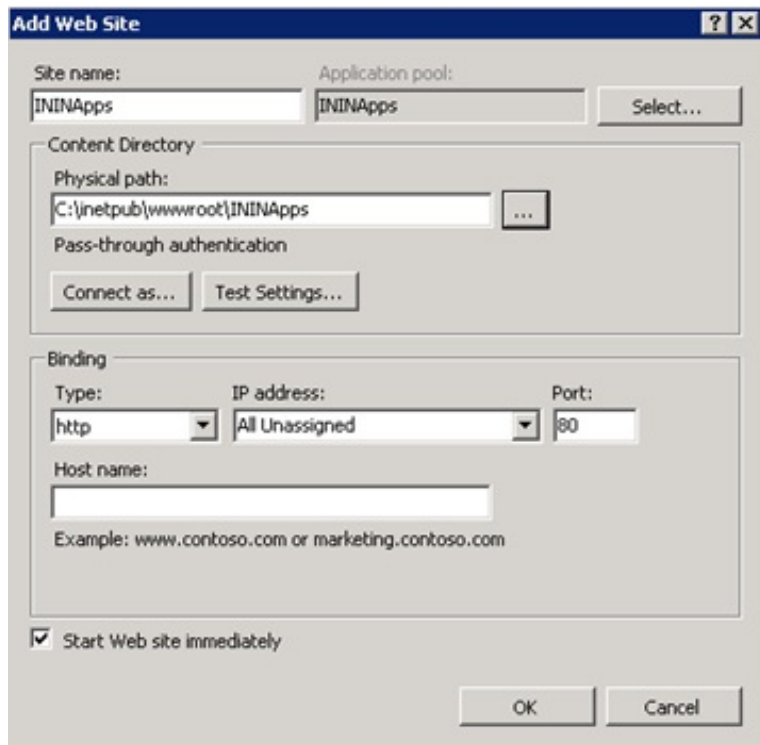 Add Web Site
Site name:
Application pool:
ININApps
ININApps
Select...
Content Directory
Physical path:
C:\inetpub\wwwroot\ININApps
...
Pass-through authentication
Connect as...
Test Settings...
Binding
Type:
IP address:
Port:
http
All Unassigned
80
Host name:
Example: www.contoso.com or marketing.contoso.com
Start Web site immediately
OK
Cancel